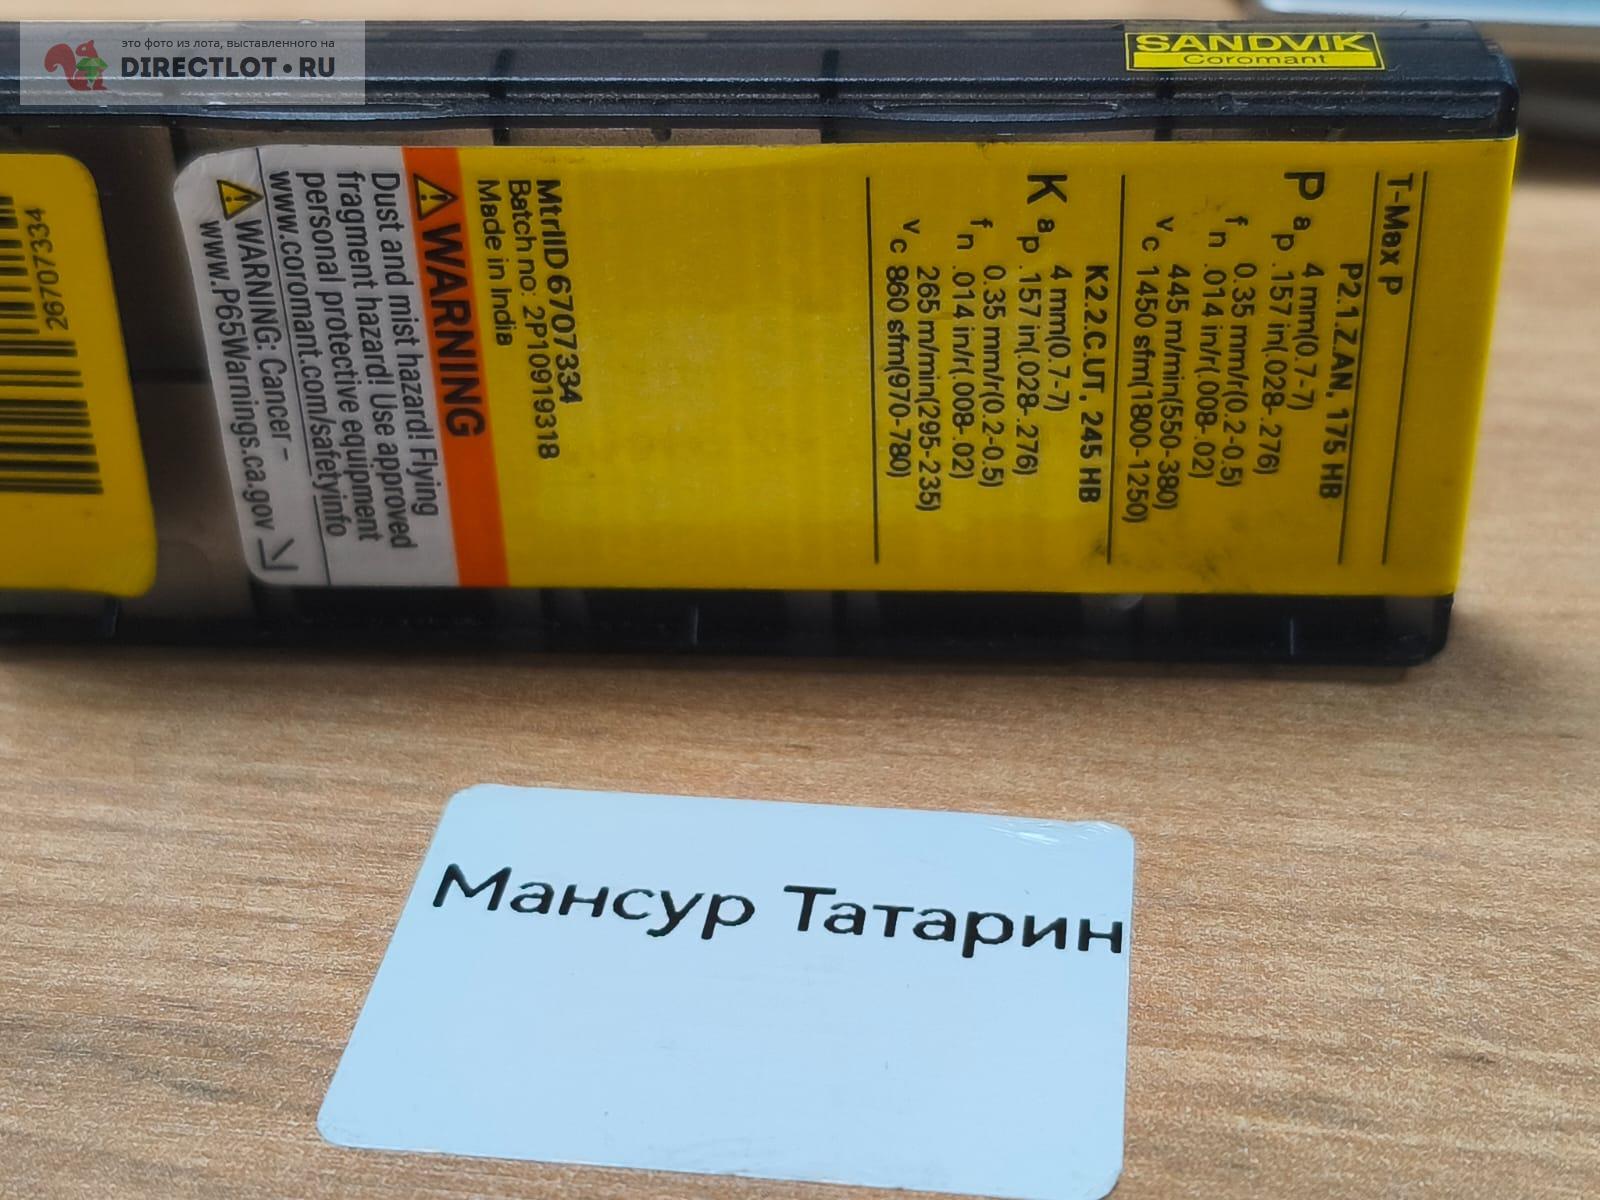 это фото из лота, выставленного на
DIRECTLOT•RU
SANDVIK
Coromant
T-Max P
P2.1.Z.AN, 175 HB
P ap 4 mm(0.7-7)
.157 in(.028-.276)
fn 0.35 mm/r(0.2-0.5)
.014 in/r(.008-.02)
vc 445 m/min(550-380)
1450 sfm(1800-1250)
K2.2.C.UT, 245 HB
K ap 4 mm(0.7-7)
.157 in(.028-.276)
fn 0.35 mm/r(0.2-0.5)
.014 in/r(.008-.02)
vc 265 m/min(295-235)
860 sfm(970-780)
MtrlID 6707334
Batch no: 2P10919318
Made in India
WARNING
Dust and mist hazard! Flying
fragment hazard! Use approved
personal protective equipment
www.coromant.com/safetyinfo
WARNING: Cancer -
www.P65Warnings.ca.gov
26707334
Мансур Татарин